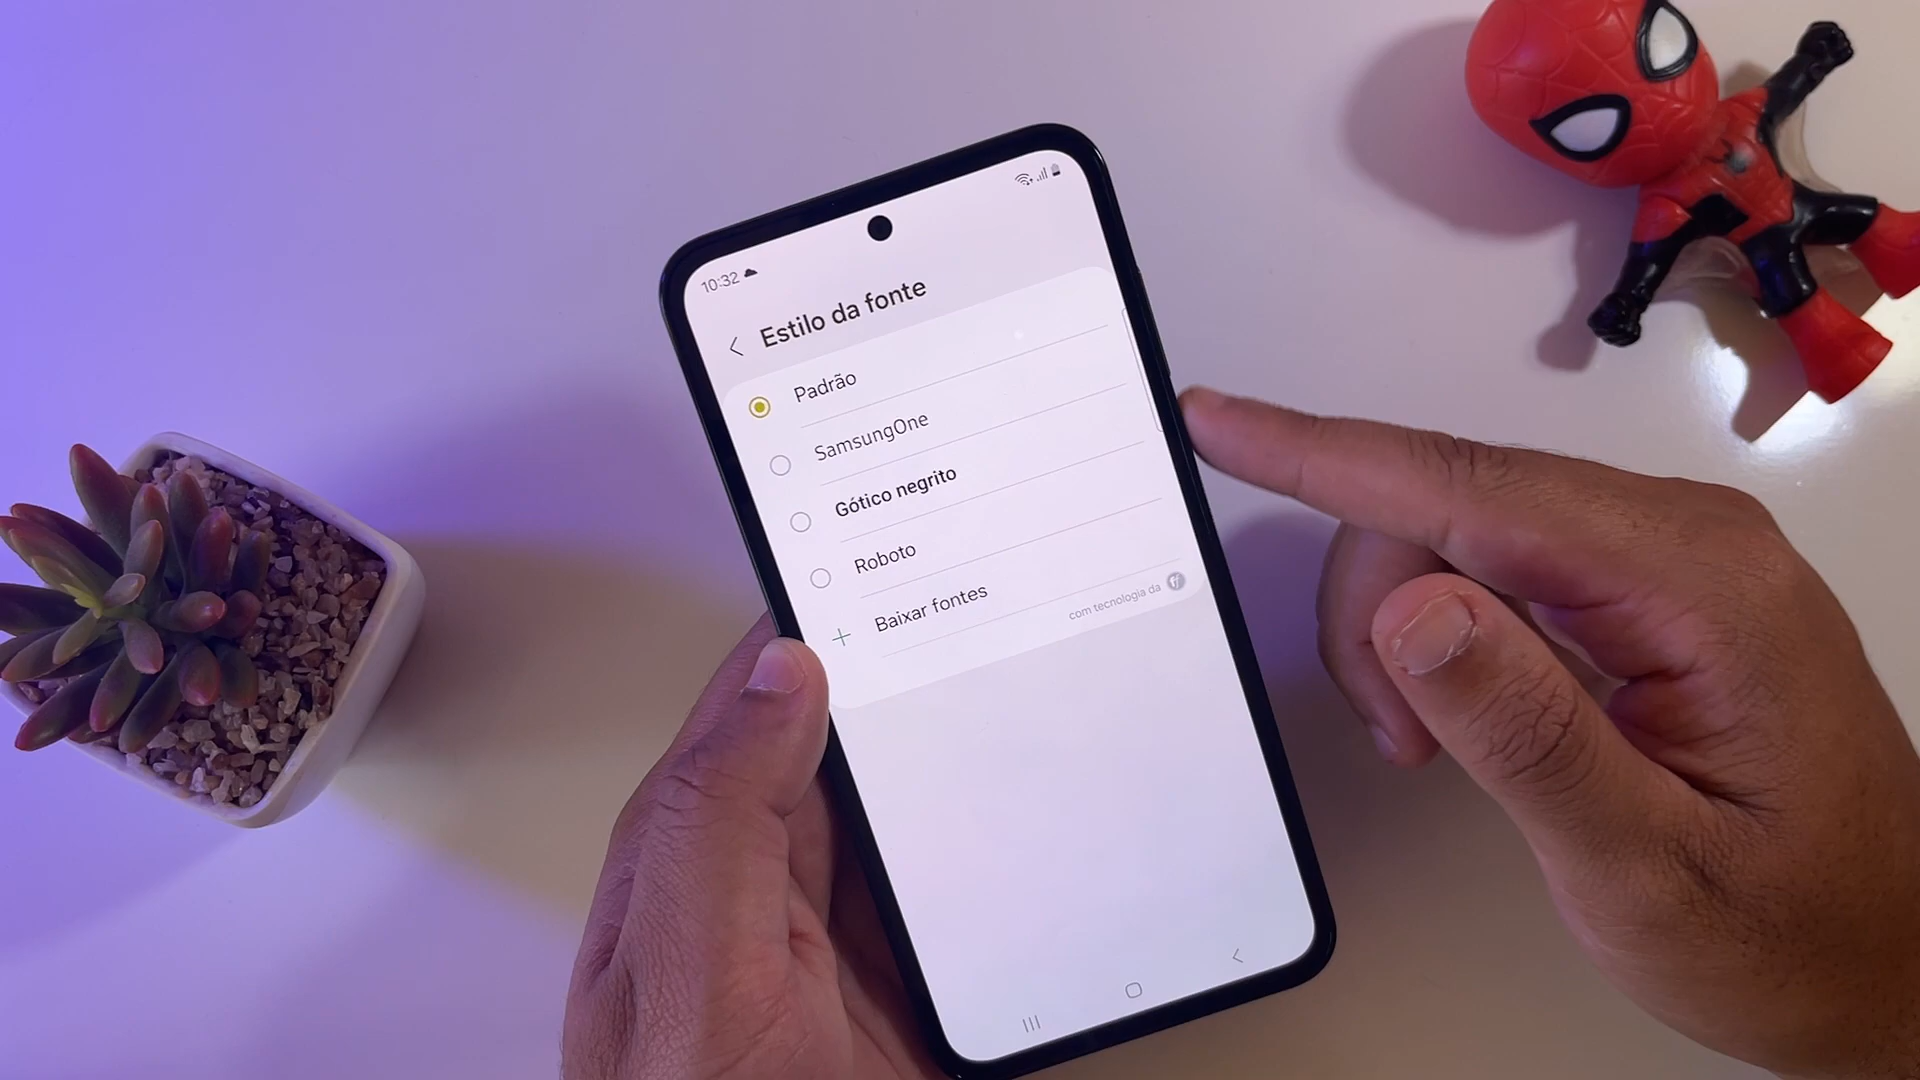 10:32
Estilo da fonte
Padrão
SamsungOne
Gótico negrito
Roboto
Baixar fontes
com tecnologia da